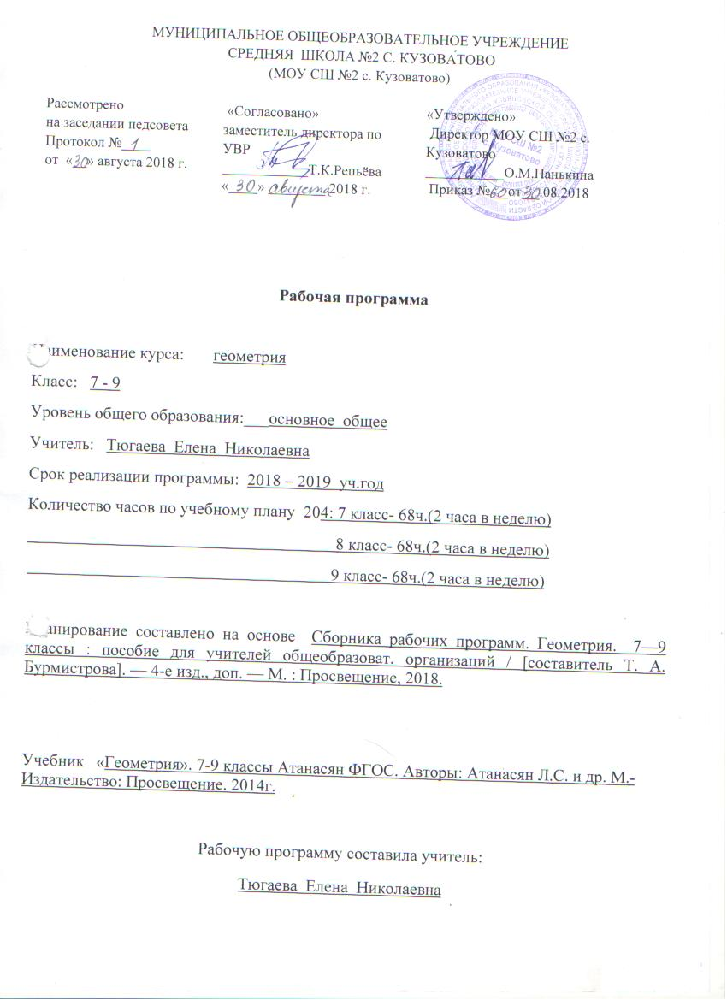 МУНИЦИПАЛЬНОЕ ОБЩЕОБРАЗОВАТЕЛЬНОЕ УЧРЕЖДЕНИЕ
СРЕДНЯЯ ШКОЛА №2 С. КУЗОВАТОВО
(МОУ СШ №2 с. Кузоватово)
Рассмотрено
на заседании педсовета
Протокол № 1
от «30» августа 2018 г.
«Согласовано»
заместитель директора по
УВР
Т.К.Репьёва
« 30 » августа 2018 г.
«Утверждено»
Директор МОУ СШ №2 с.
Кузоватово
О.М.Панькина
Приказ № 60 от 30.08.2018
СШ №2
с. Кузоватово
Рабочая программа
аименование курса: геометрия
Класс: 7 - 9
Уровень общего образования: основное общее
Учитель: Тюгаева Елена Николаевна
Срок реализации программы: 2018 – 2019 уч.год
Количество часов по учебному плану 204: 7 класс- 68ч.(2 часа в неделю)
8 класс- 68ч.(2 часа в неделю)
9 класс- 68ч.(2 часа в неделю)
анирование составлено на основе Сборника рабочих программ. Геометрия. 7—9
классы : пособие для учителей общеобразоват. организаций / [составитель Т. А.
Бурмистрова]. — 4-е изд., доп. — М. : Просвещение, 2018.
Учебник «Геометрия». 7-9 классы Атанасян ФГОС. Авторы: Атанасян Л.С. и др. М.-
Издательство: Просвещение. 2014г.
Рабочую программу составила учитель:
Тюгаева Елена Николаевна